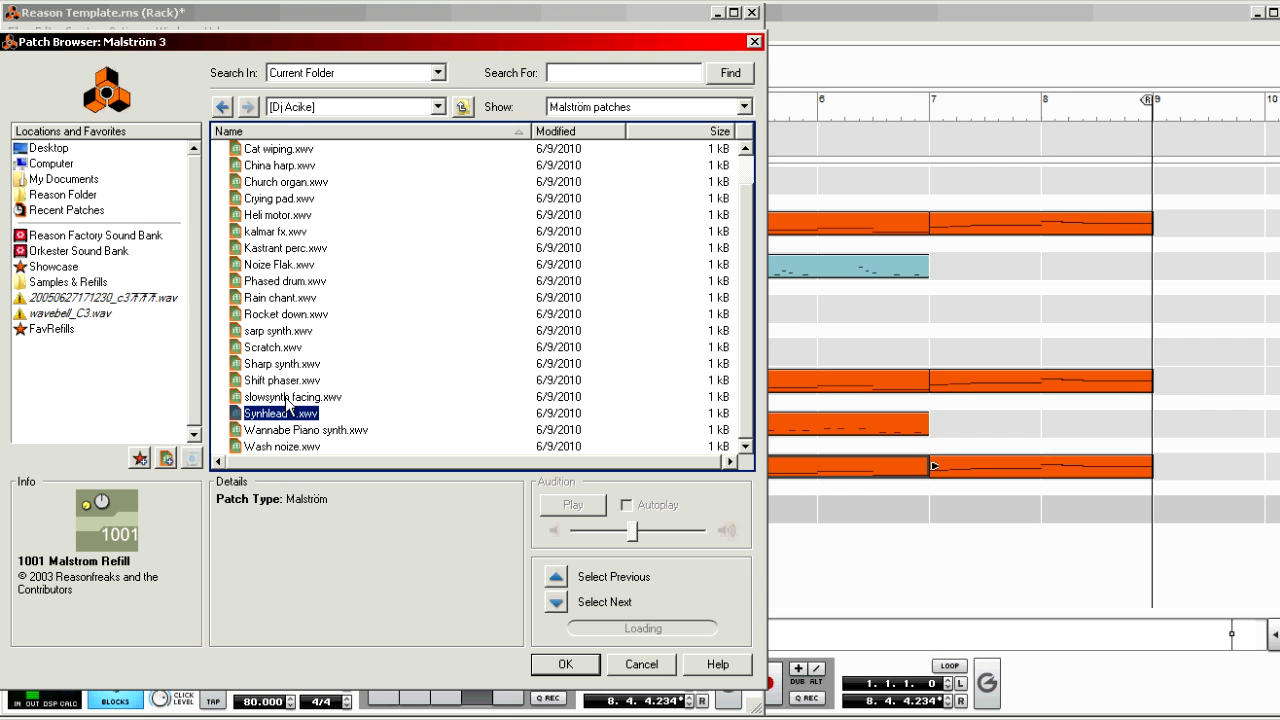 Reason Template.rns (Rack)*
Patch Browser: Malström 3
Search In:
Current Folder
Search For:
Find
[Dj Acike]
Show:
Malström patches
6
7
8
R
9
10
Locations and Favorites
Desktop
Computer
My Documents
Reason Folder
Recent Patches
Reason Factory Sound Bank
Orkester Sound Bank
Showcase
Samples & Refills
wavebell_C3.wav
FavRefills
Name
Modified
Size
Cat wiping.xwv 6/9/2010 1 kB
China harp.xwv 6/9/2010 1 kB
Church organ.xwv 6/9/2010 1 kB
Crying pad.xwv 6/9/2010 1 kB
Heli motor.xwv 6/9/2010 1 kB
kalmar fx.xwv 6/9/2010 1 kB
Kastrant perc.xwv 6/9/2010 1 kB
Noize Flak.xwv 6/9/2010 1 kB
Phased drum.xwv 6/9/2010 1 kB
Rain chant.xwv 6/9/2010 1 kB
Rocket down.xwv 6/9/2010 1 kB
sarp synth.xwv 6/9/2010 1 kB
Scratch.xwv 6/9/2010 1 kB
Sharp synth.xwv 6/9/2010 1 kB
Shift phaser.xwv 6/9/2010 1 kB
slowsynth facing.xwv 6/9/2010 1 kB
6/9/2010 1 kB
Wannabe Piano synth.xwv 6/9/2010 1 kB
Wash noize.xwv 6/9/2010 1 kB
Info
1001
1001 Malstrom Refill
© 2003 Reasonfreaks and the
Contributors
Details
Patch Type: Malström
Audition
Play
Autoplay
Select Previous
Select Next
Loading
OK
Cancel
Help
IN OUT DSP CALC
BLOCKS
CLICK
LEVEL
TAP
80.000
4/4
Q REC
8. 4. 4.234*
R
DUB ALT
Q REC
LOOP
1. 1. 1. 0
L
8. 4. 4.234*
R